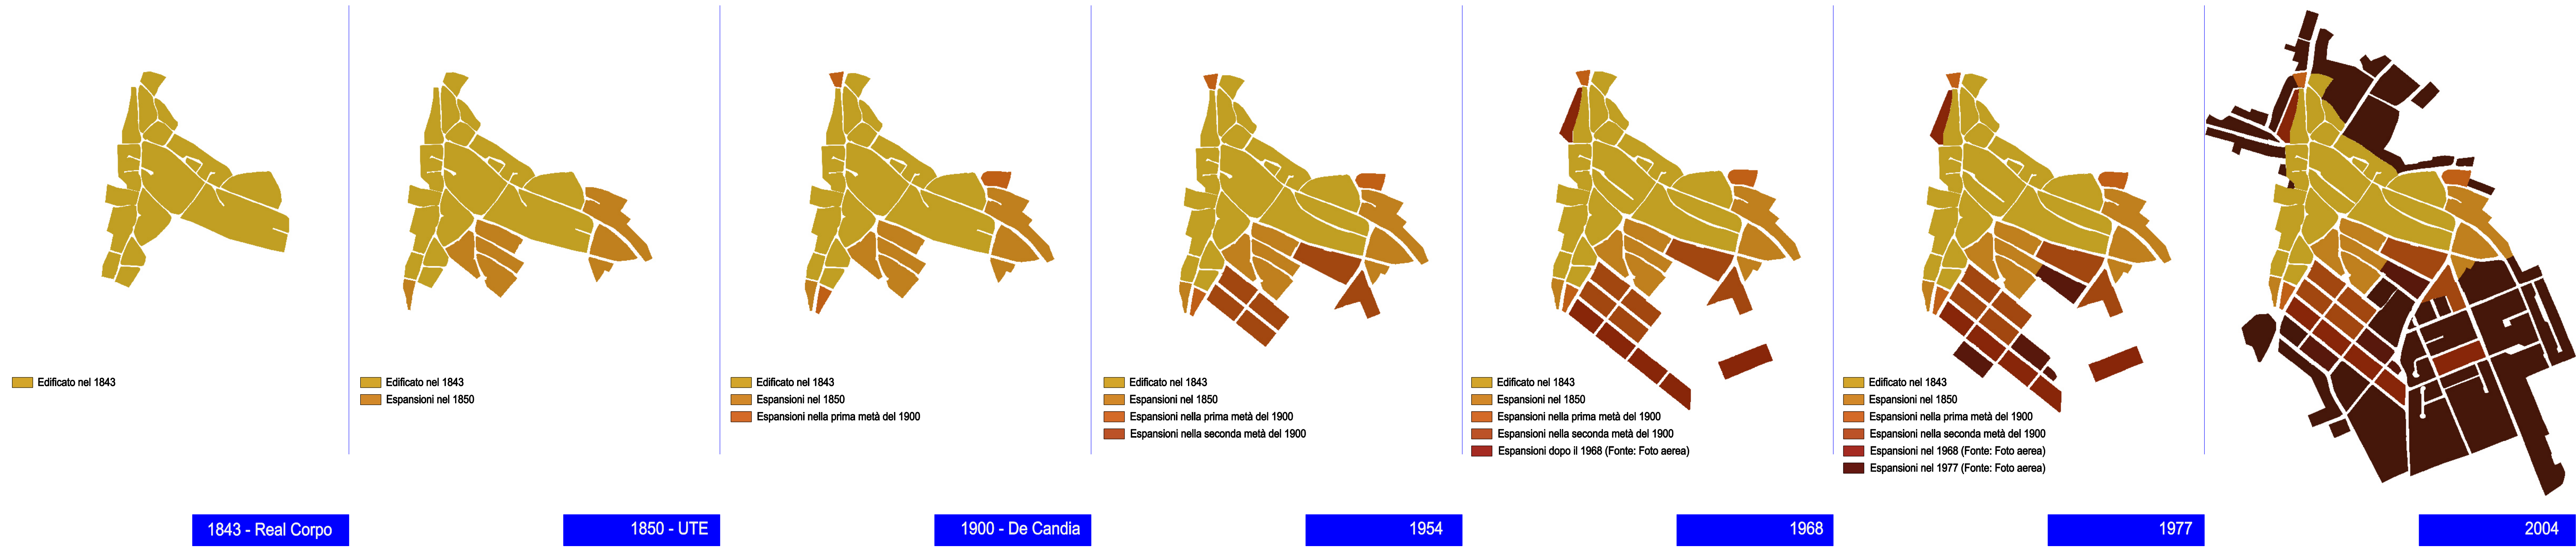 Edificato nel 1843
1843 - Real Corpo
Edificato nel 1843
Espansioni nel 1850
1850 - UTE
Edificato nel 1843
Espansioni nel 1850
Espansioni nella prima metà del 1900
1900 - De Candia
Edificato nel 1843
Espansioni nel 1850
Espansioni nella prima metà del 1900
Espansioni nella seconda metà del 1900
1954
Edificato nel 1843
Espansioni nel 1850
Espansioni nella prima metà del 1900
Espansioni nella seconda metà del 1900
Espansioni dopo il 1968 (Fonte: Foto aerea)
1968
Edificato nel 1843
Espansioni nel 1850
Espansioni nella prima metà del 1900
Espansioni nella seconda metà del 1900
Espansioni nel 1968 (Fonte: Foto aerea)
Espansioni nel 1977 (Fonte: Foto aerea)
1977
2004